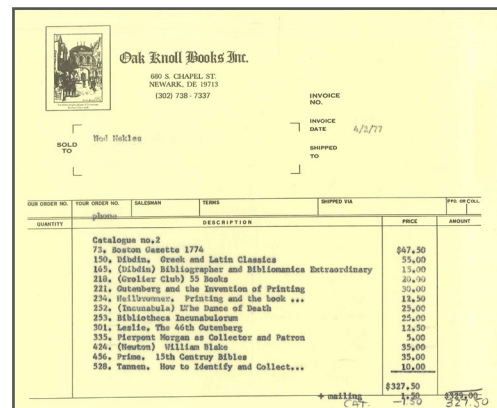 Oak Knoll Books Inc.
680 S. CHAPEL ST.
NEWARK, DE 19713
(302) 738 - 7337
INVOICE NO.
INVOICE DATE 4/2/77
SOLD TO
SHIPPED TO
OUR ORDER NO. YOUR ORDER NO. SALESMAN TERMS SHIPPED VIA PPD. OR COLL.
phone
QUANTITY DESCRIPTION PRICE AMOUNT
Catalogue no.2
73. Boston Gazette 1774 $47.50
150. Dibdin. Greek and Latin Classics 55.00
165. (Dibdin) Bibliographer and Bibliomanica Extraordinary 15.00
218. (Grolier Club) 55 Books 20.00
221. Gutenberg and the Invention of Printing 30.00
234. Heilbronner. Printing and the book ... 12.50
252. (Incunabula) The Dance of Death 25.00
253. Bibliotheca Incunabulorum 25.00
301. Leslie. The 46th Gutenberg 12.50
335. Pierpont Morgan as Collector and Patron 5.00
424. (Newton) William Blake 35.00
456. Prime. 15th Centruy Bibles 35.00
528. Tannen. How to Identify and Collect... 10.00
$327.50
+ mailing 1.50 $329.00
CAT. -1.50 327.50